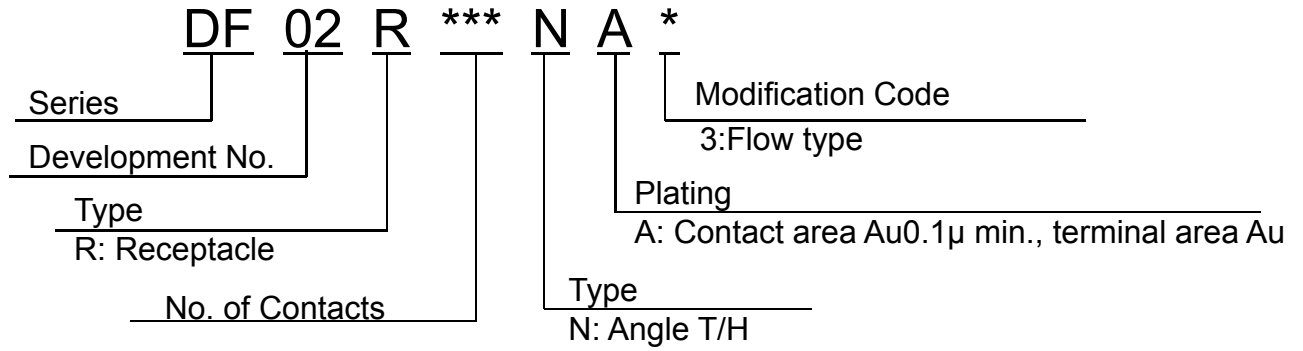 DF 02 R *** N A *
Series
Modification Code
3:Flow type
Development No.
Plating
Type
A: Contact area Au0.1µ min., terminal area Au
R: Receptacle
No. of Contacts
Type
N: Angle T/H